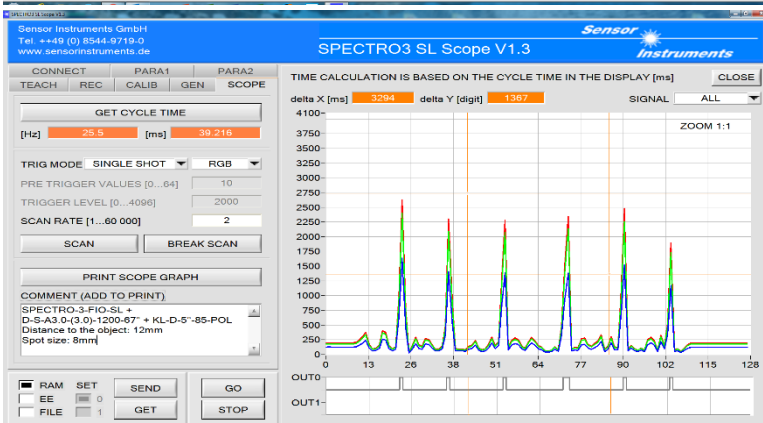 SPECTRO3 SL Scope V1.3
Sensor Instruments GmbH
Tel. ++49 (0) 8544-9719-0
www.sensorinstruments.de
SPECTRO3 SL Scope V1.3
Sensor
Instruments
CONNECT PARA1 PARA2
TEACH REC CALIB GEN SCOPE
GET CYCLE TIME
[Hz] 25.5 [ms] 39.216
TRIG MODE SINGLE SHOT RGB
PRE TRIGGER VALUES [0...64] 10
TRIGGER LEVEL [0...4096] 2000
SCAN RATE [1...60 000] 2
SCAN BREAK SCAN
PRINT SCOPE GRAPH
COMMENT (ADD TO PRINT)
SPECTRO-3-FIO-SL +
D-S-A3.0-(3.0)-1200-67° + KL-D-5"-85-POL
Distance to the object: 12mm
Spot size: 8mm
RAM SET SEND GO
EE 0
FILE 1 GET STOP
TIME CALCULATION IS BASED ON THE CYCLE TIME IN THE DISPLAY [ms] CLOSE
delta X [ms] 3294 delta Y [digit] 1367 SIGNAL ALL
ZOOM 1:1
4100
3750
3500
3250
3000
2750
2500
2250
2000
1750
1500
1250
1000
750
500
250
0
0 13 26 38 51 64 77 90 102 115 128
OUT0
OUT1